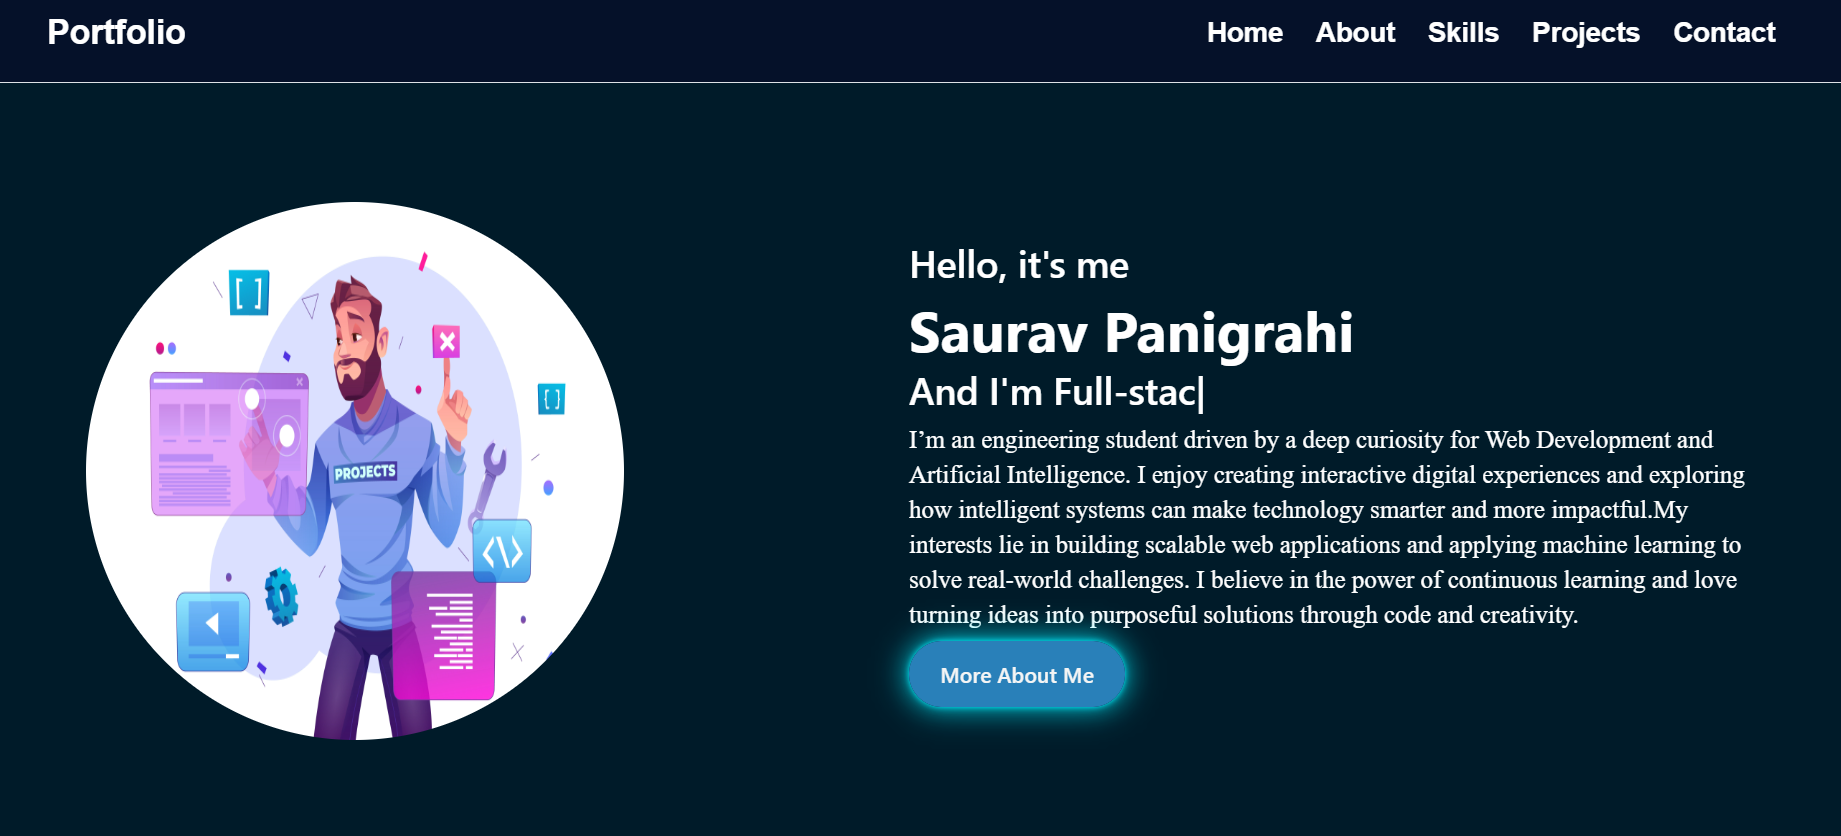 Portfolio
Home About Skills Projects Contact
[ ]
PROJECTS
[ ]
<\>
Hello, it's me
Saurav Panigrahi
And I'm Full-stac|
I’m an engineering student driven by a deep curiosity for Web Development and
Artificial Intelligence. I enjoy creating interactive digital experiences and exploring
how intelligent systems can make technology smarter and more impactful.My
interests lie in building scalable web applications and applying machine learning to
solve real-world challenges. I believe in the power of continuous learning and love
turning ideas into purposeful solutions through code and creativity.
More About Me